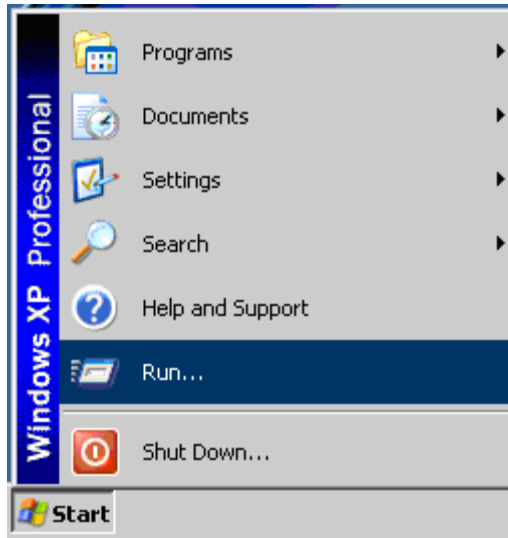 Windows XP Professional
Programs
Documents
Settings
Search
Help and Support
Run...
Shut Down...
Start